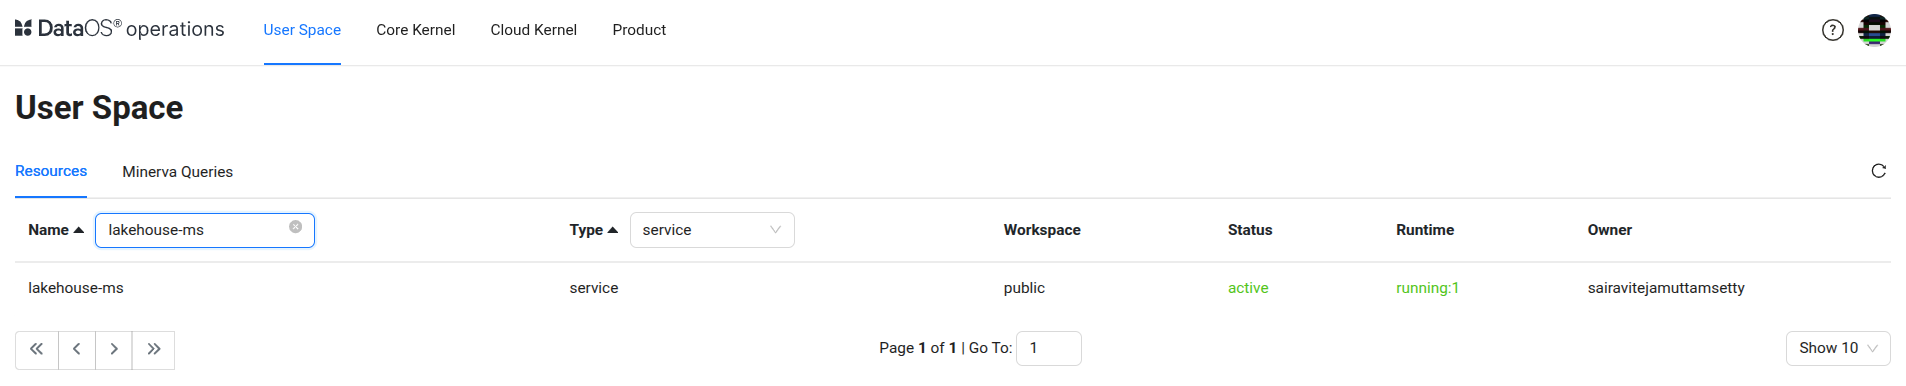 DataOS® operations User Space Core Kernel Cloud Kernel Product ?
User Space
Resources Minerva Queries
Name lakehouse-ms Type service Workspace Status Runtime Owner
lakehouse-ms service public active running:1 sairavitejamuttamsetty
Page 1 of 1 | Go To: 1 Show 10